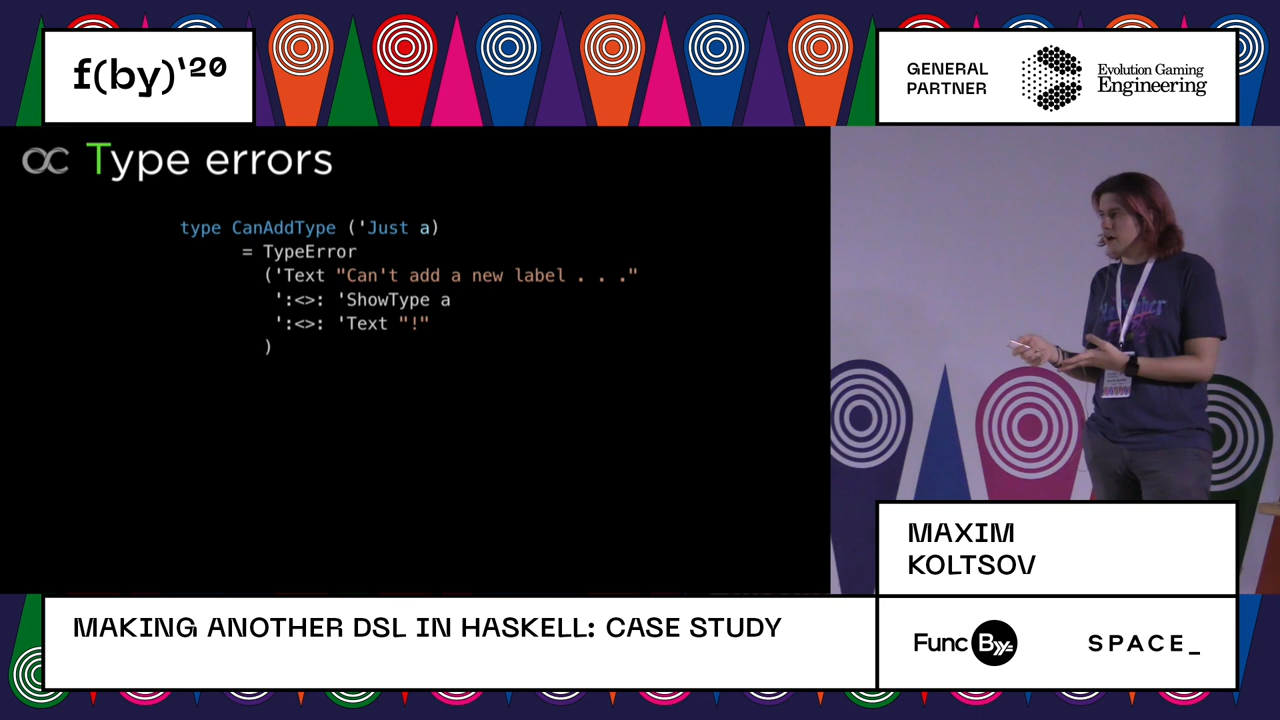 f(by)'20
GENERAL
PARTNER
Evolution Gaming
Engineering
Type errors
type CanAddType ('Just a)
= TypeError
('Text "Can't add a new label . . ."
':<>: 'ShowType a
':<>: 'Text "!"
)
MAXIM
KOLTSOV
MAKING ANOTHER DSL IN HASKELL: CASE STUDY
Func By
SPACE_